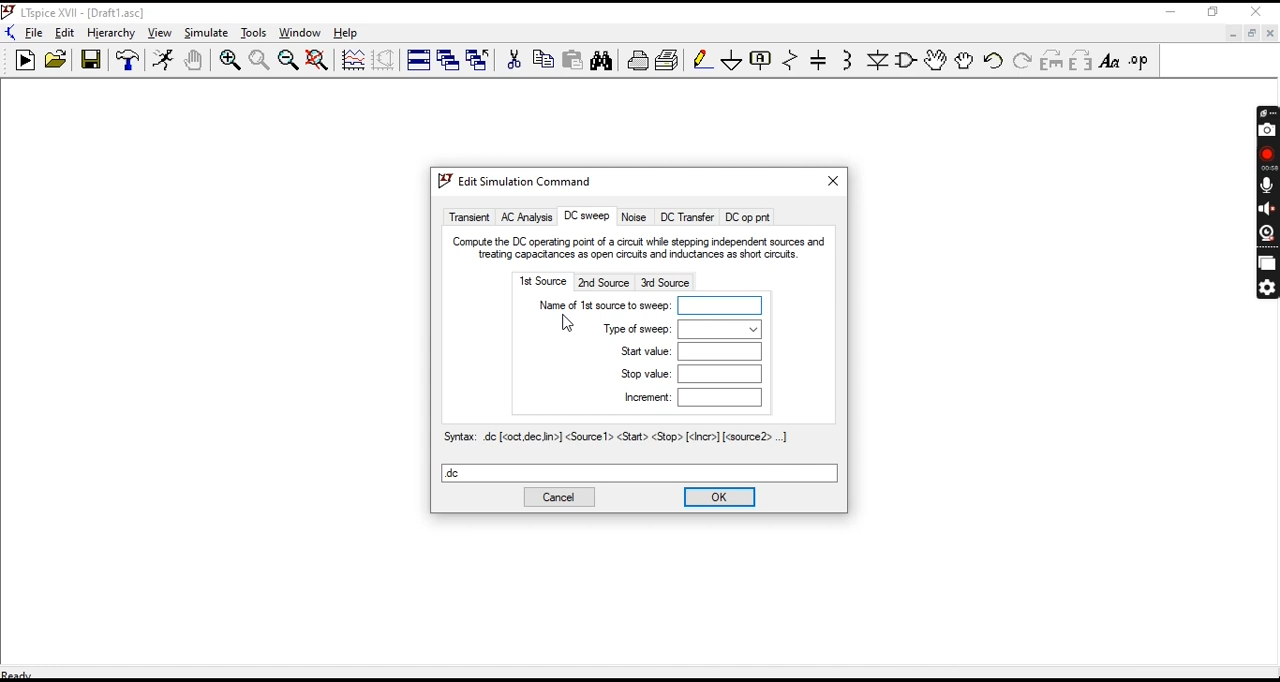 LTspice XVII - [Draft1.asc]
File Edit Hierarchy View Simulate Tools Window Help
A Aa .op
00:58
Edit Simulation Command
Transient AC Analysis DC sweep Noise DC Transfer DC op pnt
Compute the DC operating point of a circuit while stepping independent sources and
treating capacitances as open circuits and inductances as short circuits.
1st Source 2nd Source 3rd Source
Name of 1st source to sweep:
Type of sweep:
Start value:
Stop value:
Increment:
Syntax: .dc [<oct,dec,lin>] <Source1> <Start> <Stop> [<Incr>] [<source2> ...]
.dc
Cancel OK
Ready